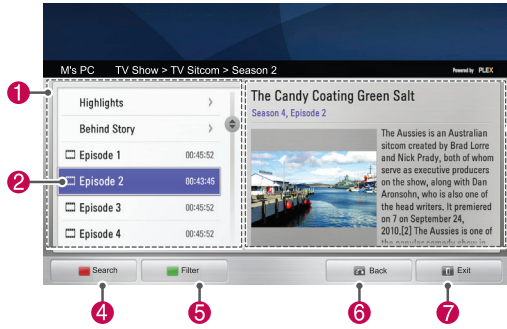 M's PC TV Show > TV Sitcom > Season 2
Powered by PLEX
1
Highlights
Behind Story
Episode 1 00:45:52
2
Episode 2 00:43:45
Episode 3 00:45:52
Episode 4 00:45:52
The Candy Coating Green Salt
Season 4, Episode 2
The Aussies is an Australian
sitcom created by Brad Lorre
and Nick Prady, both of whom
serve as executive producers
on the show, along with Dan
Aronsohn, who is also one of
the head writers. It premiered
on 7 on September 24,
2010.[2] The Aussies is one of
the popular comedy show in
Search
Filter
Back
Exit
4
5
6
7